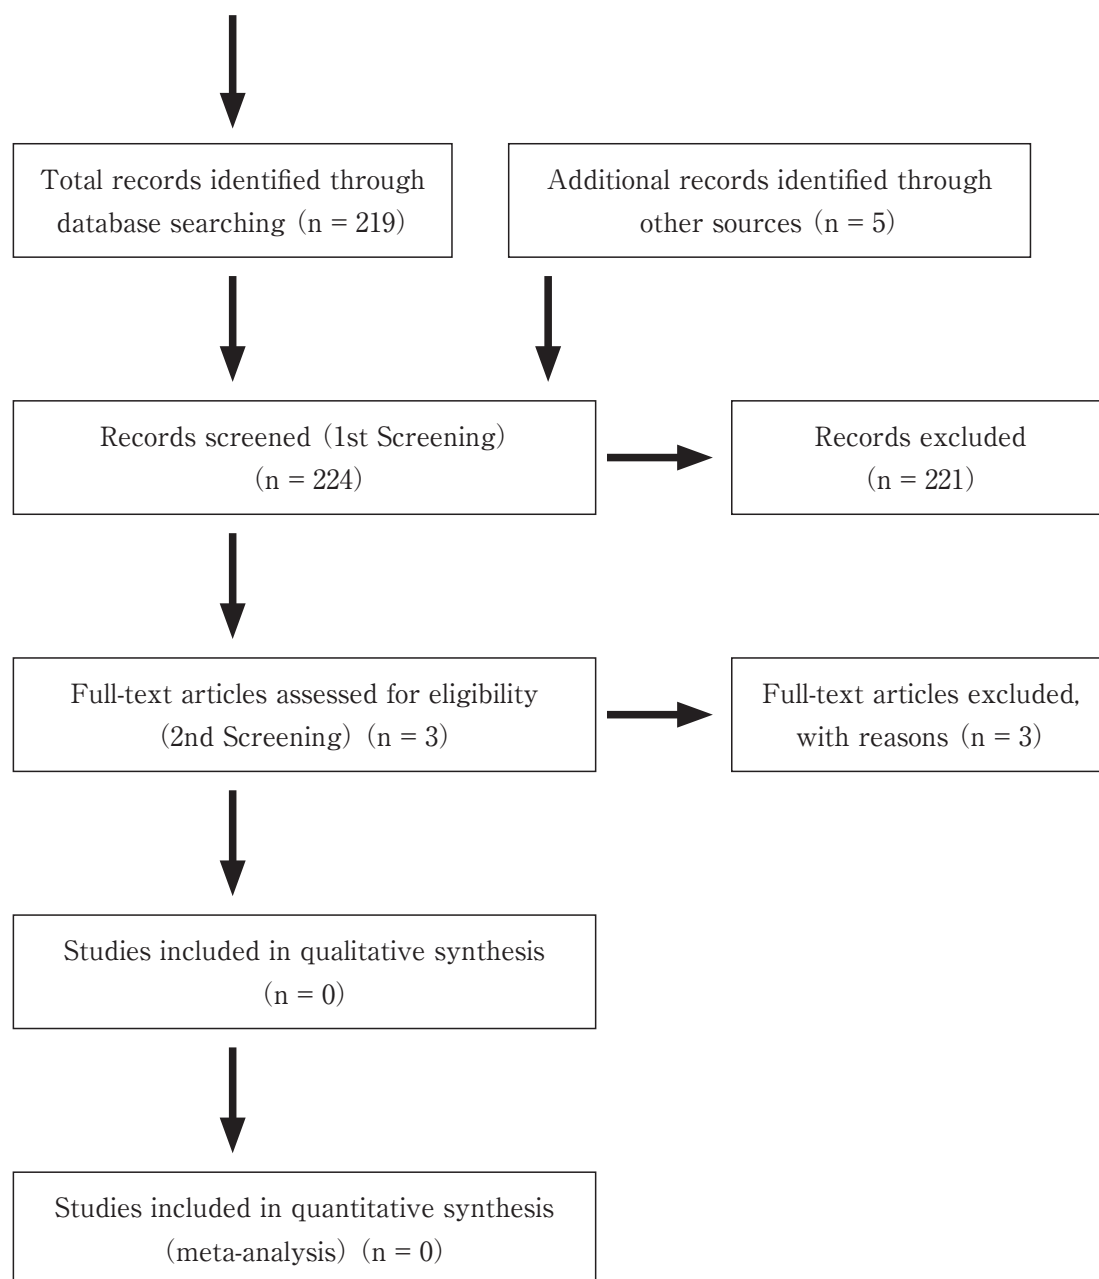 Total records identified through
database searching (n = 219)
Additional records identified through
other sources (n = 5)
Records screened (1st Screening)
(n = 224)
Records excluded
(n = 221)
Full-text articles assessed for eligibility
(2nd Screening) (n = 3)
Full-text articles excluded,
with reasons (n = 3)
Studies included in qualitative synthesis
(n = 0)
Studies included in quantitative synthesis
(meta-analysis) (n = 0)